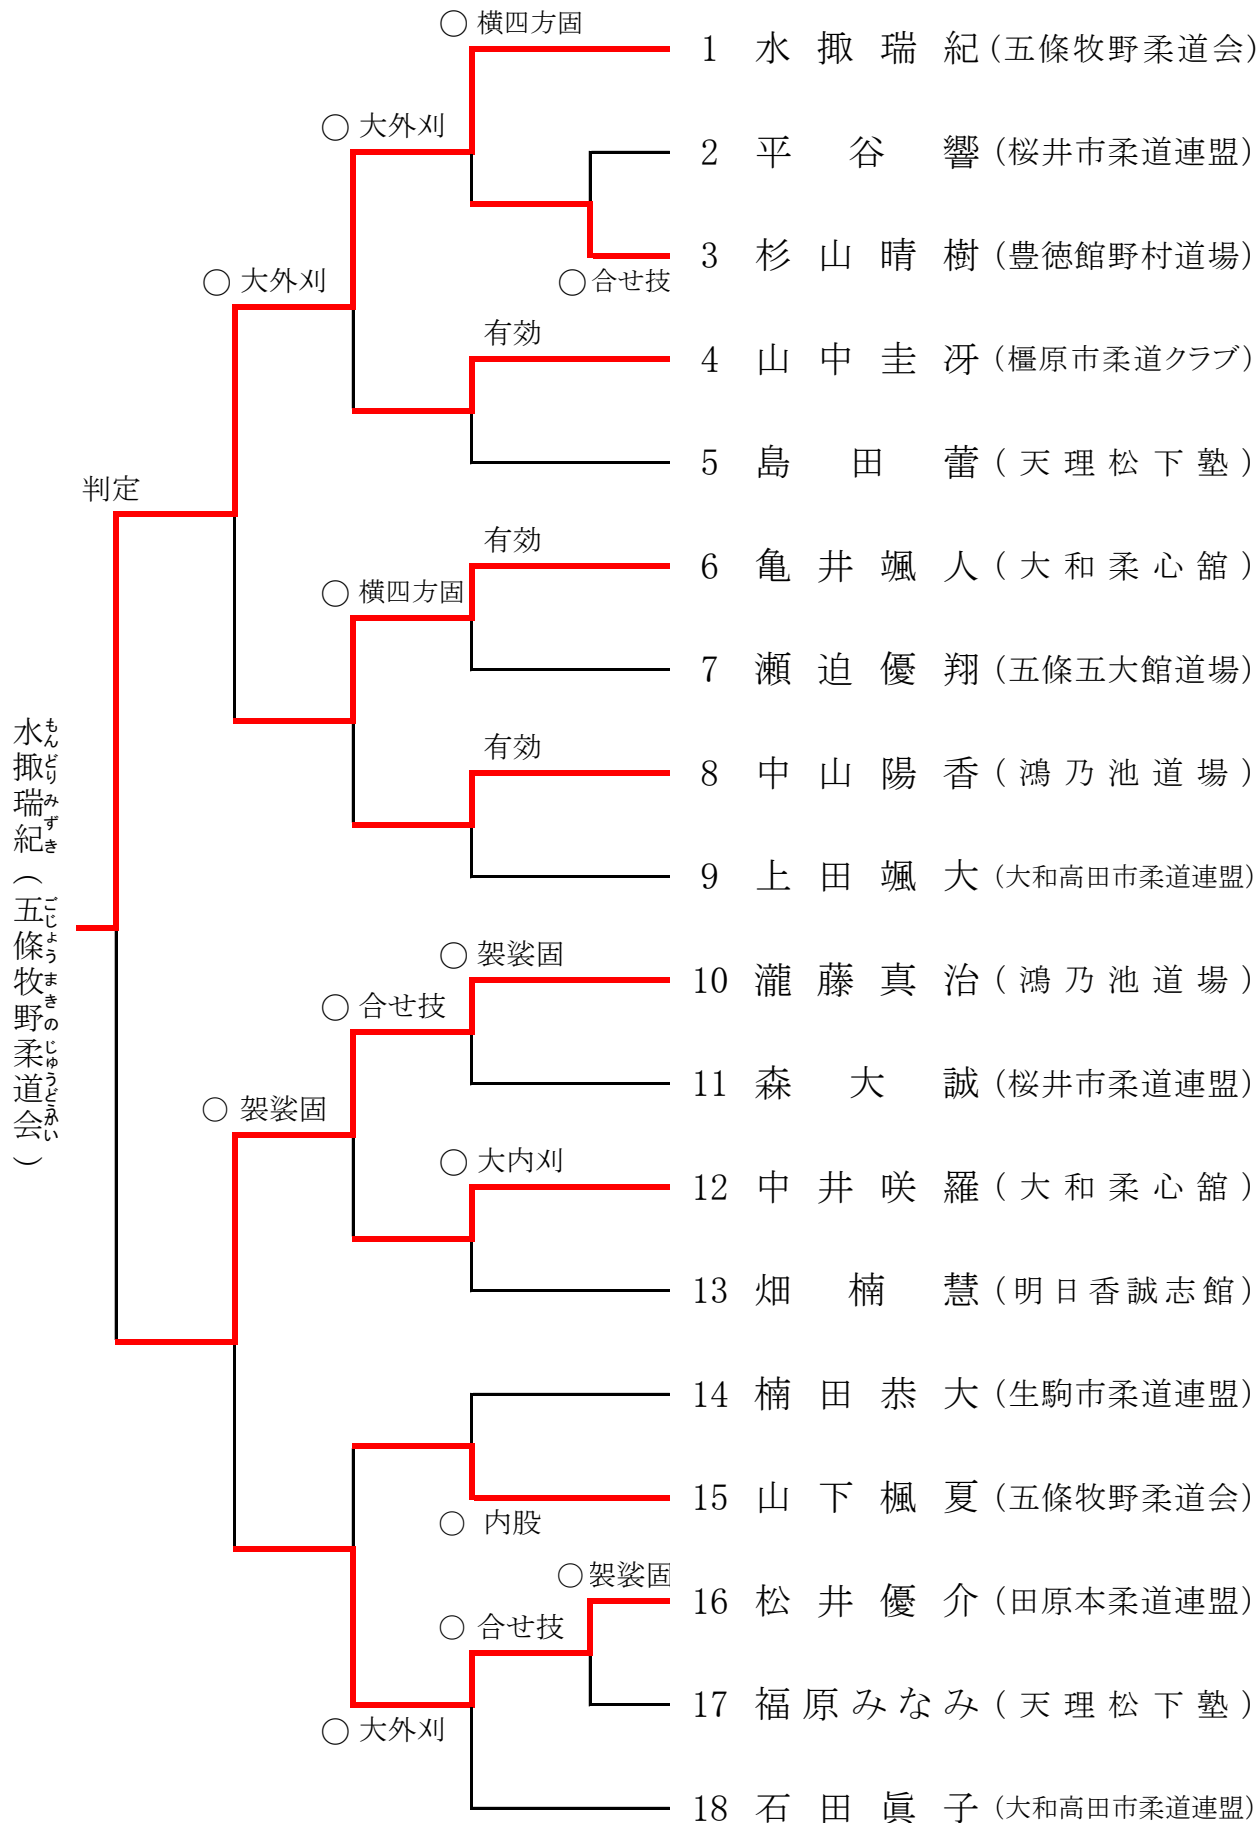 ○ 横四方固
1 水掫瑞紀 (五條牧野柔道会)
○ 大外刈
2 平谷響 (桜井市柔道連盟)
3 杉山晴樹 (豊徳館野村道場)
○ 大外刈
○ 合せ技
有効
4 山中圭冴 (橿原市柔道クラブ)
5 島田蕾 (天理松下塾)
判定
有効
6 亀井颯人 (大和柔心舘)
○ 横四方固
7 瀬迫優翔 (五條五大館道場)
有効
8 中山陽香 (鴻乃池道場)
9 上田颯大 (大和高田市柔道連盟)
水掫瑞紀 (五條牧野柔道会)
もんどりみずき ごじょうまきのじゅうどうかい
○ 袈裟固
10 瀧藤真治 (鴻乃池道場)
○ 合せ技
11 森大誠 (桜井市柔道連盟)
○ 袈裟固
○ 大内刈
12 中井咲羅 (大和柔心舘)
13 畑楠慧 (明日香誠志館)
14 楠田恭大 (生駒市柔道連盟)
15 山下楓夏 (五條牧野柔道会)
○ 内股
○ 袈裟固
16 松井優介 (田原本柔道連盟)
○ 合せ技
17 福原みなみ (天理松下塾)
○ 大外刈
18 石田眞子 (大和高田市柔道連盟)